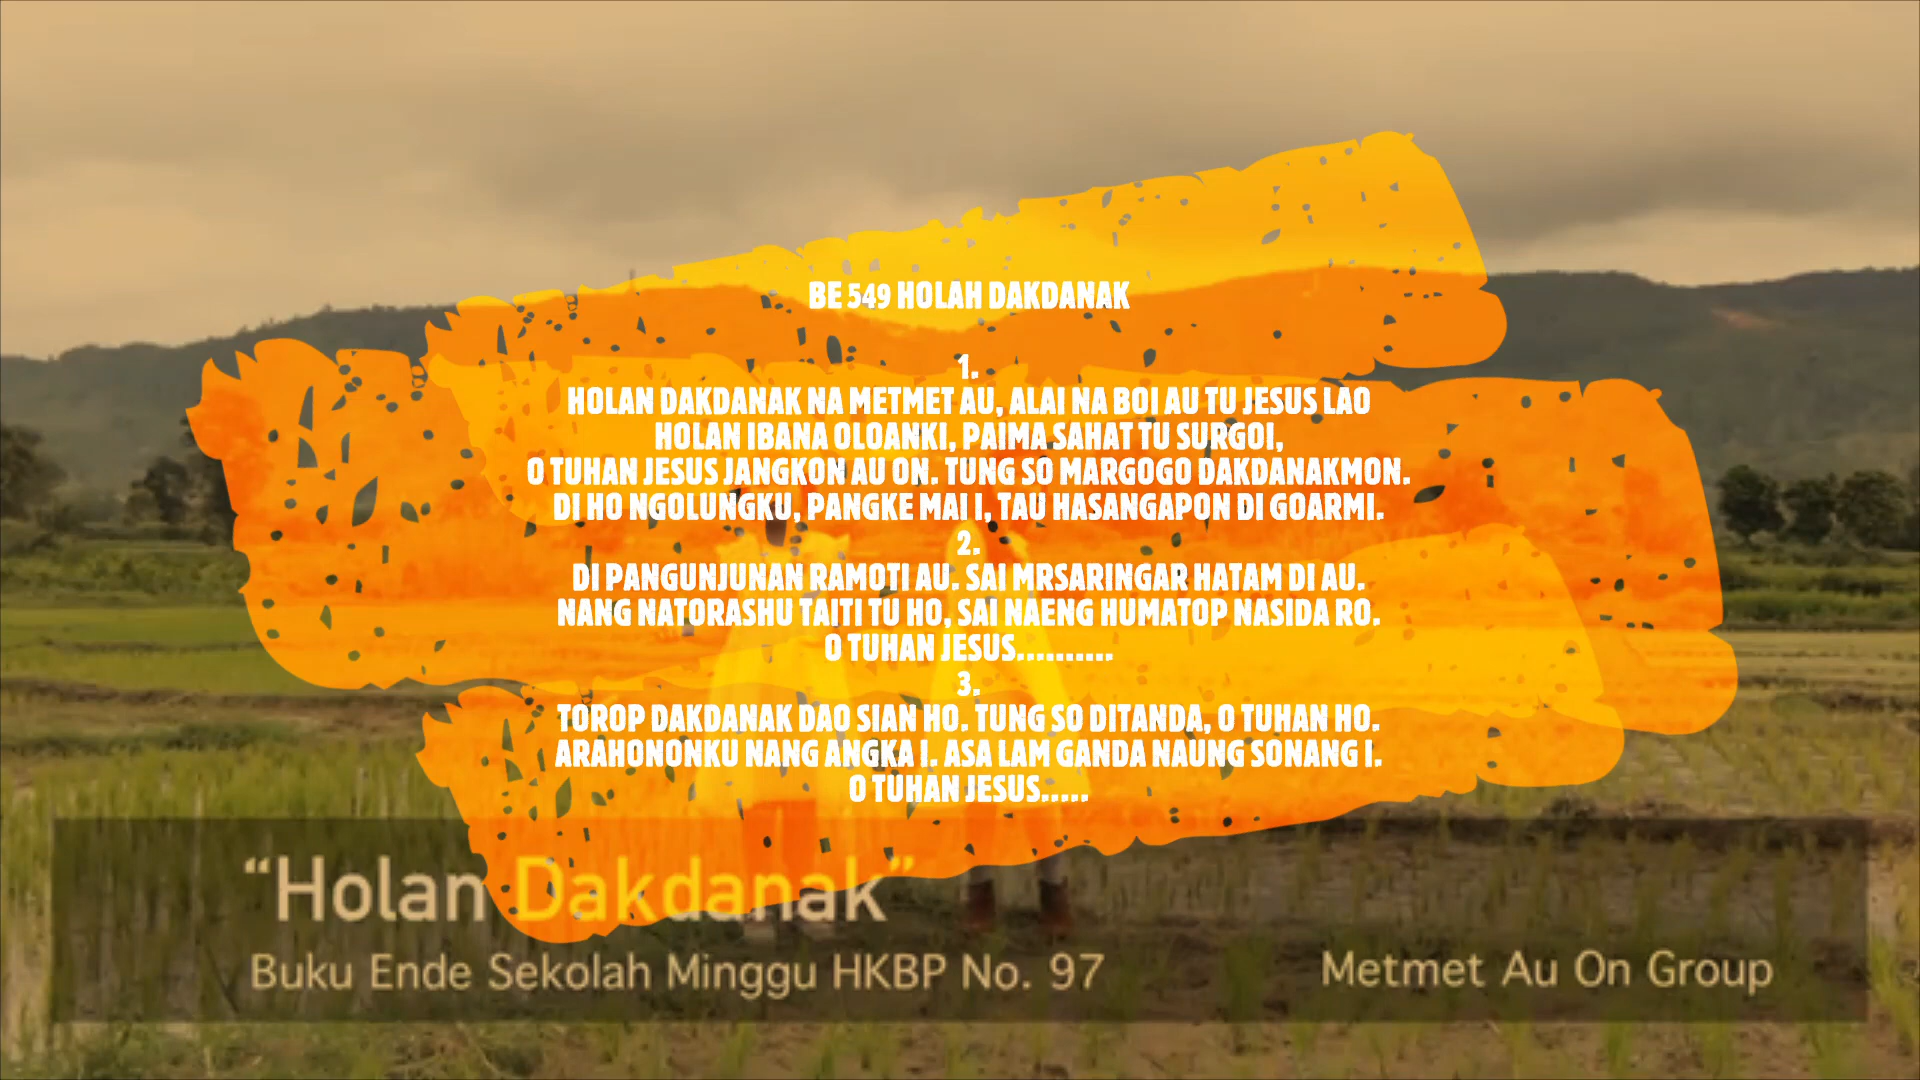 BE 549 HOLAH DAKDANAK
1.
HOLAN DAKDANAK NA METMET AU, ALAI NA BOI AU TU JESUS LAO
HOLAN IBANA OLOANKI, PAIMA SAHAT TU SURGOI,
O TUHAN JESUS JANGKON AU ON. TUNG SO MARGOGO DAKDANAKMON.
DI HO NGOLUNGKU, PANGKE MAI I, TAU HASANGAPON DI GOARMI.
2.
DI PANGUNJUNAN RAMOTI AU. SAI MRSARINGAR HATAM DI AU.
NANG NATORASHU TAITI TU HO, SAI NAENG HUMATOP NASIDA RO.
O TUHAN JESUS..........
3.
TOROP DAKDANAK DAO SIAN HO. TUNG SO DITANDA, O TUHAN HO.
ARAHONONKU NANG ANGKA I. ASA LAM GANDA NAUNG SONANG I.
O TUHAN JESUS.....
“Holan Dakdanak”
Buku Ende Sekolah Minggu HKBP No. 97
Metmet Au On Group